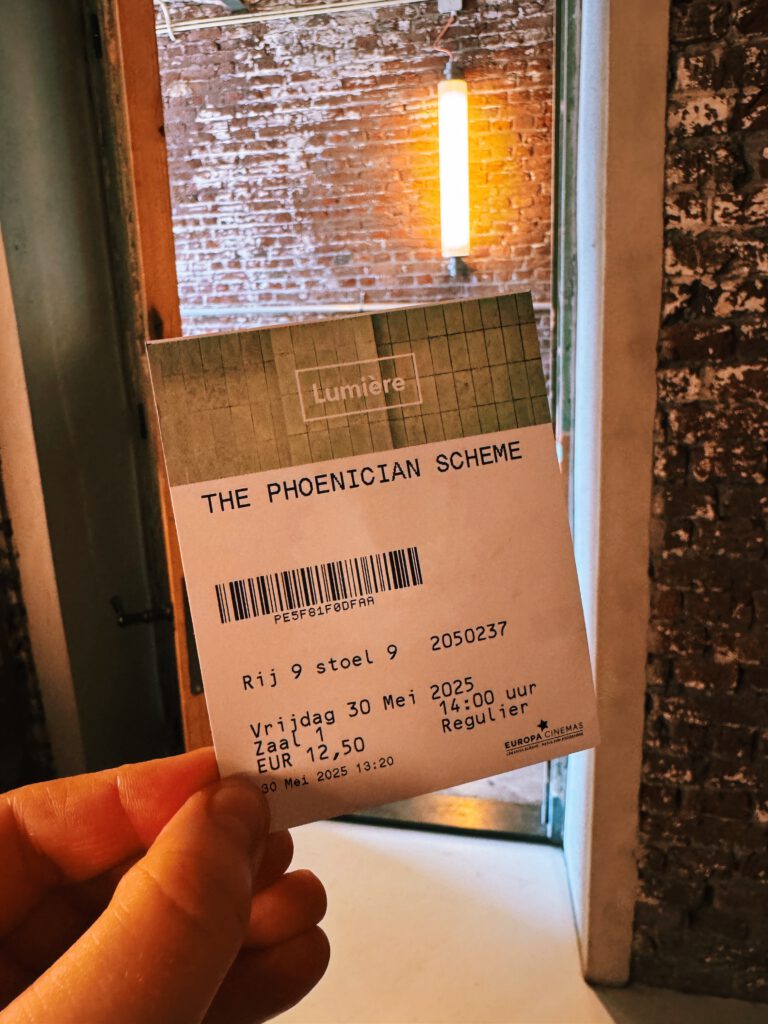 Lumière
THE PHOENICIAN SCHEME
PE5F81F0DFAA
Rij 9 stoel 9 2050237
Vrijdag 30 Mei 2025 14:00 uur
Zaal 1 Regulier
EUR 12,50
30 Mei 2025 13:20
EUROPA CINEMAS